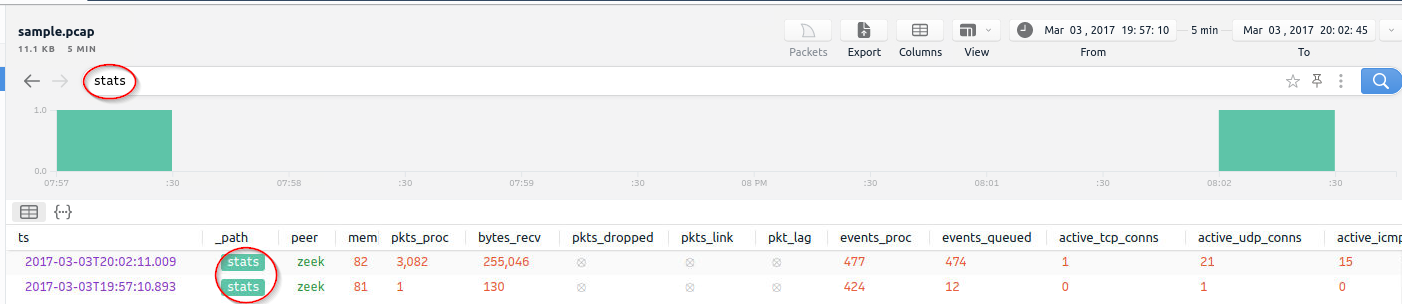 sample.pcap
11.1 KB 5 MIN
Packets Export Columns View Mar 03 , 2017 19: 57: 10 From 5 min Mar 03 , 2017 20: 02: 45 To
stats
1.0
0.0
07:57 :30 07:58 :30 07:59 :30 08 PM :30 08:01 :30 08:02 :30
ts _path peer mem pkts_proc bytes_recv pkts_dropped pkts_link pkt_lag events_proc events_queued active_tcp_conns active_udp_conns active_icmp
2017-03-03T20:02:11.009 stats zeek 82 3,082 255,046 477 474 1 21 15
2017-03-03T19:57:10.893 stats zeek 81 1 130 424 12 0 1 0